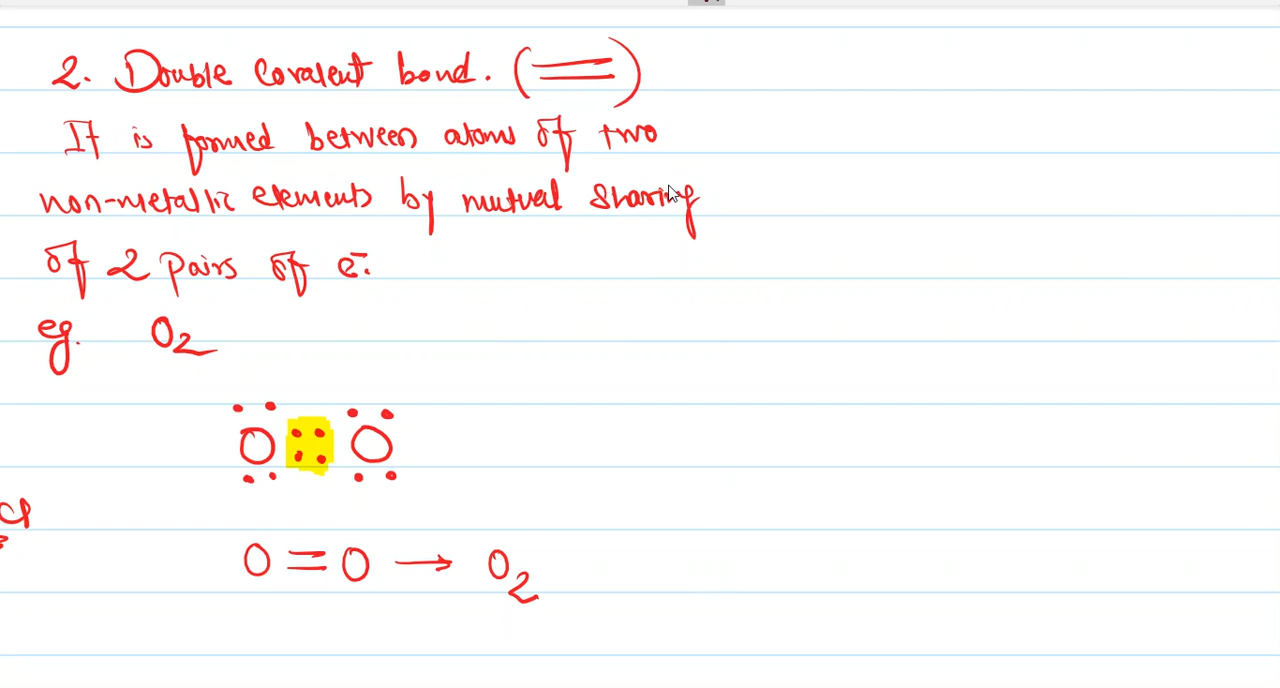 2. Double Covalent bond. (=)
It is formed between atoms of two
non-metallic elements by mutual sharing
of 2 pairs of e-.
eg. O2
O :: O
Cl
O = O → O2